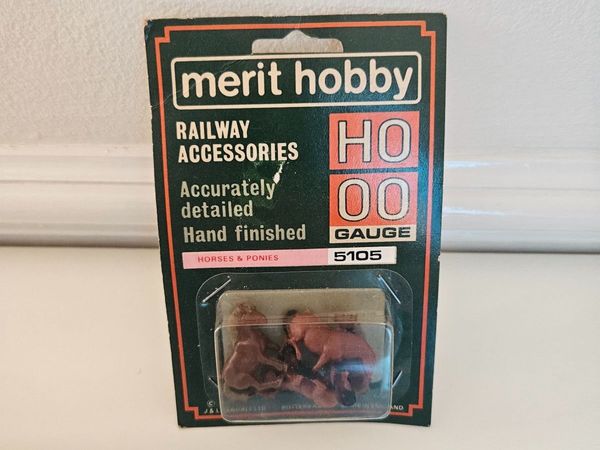 merit hobby
RAILWAY
ACCESSORIES
HO
OO
GAUGE
Accurately
detailed
Hand finished
HORSES & PONIES
5105
©
J & L